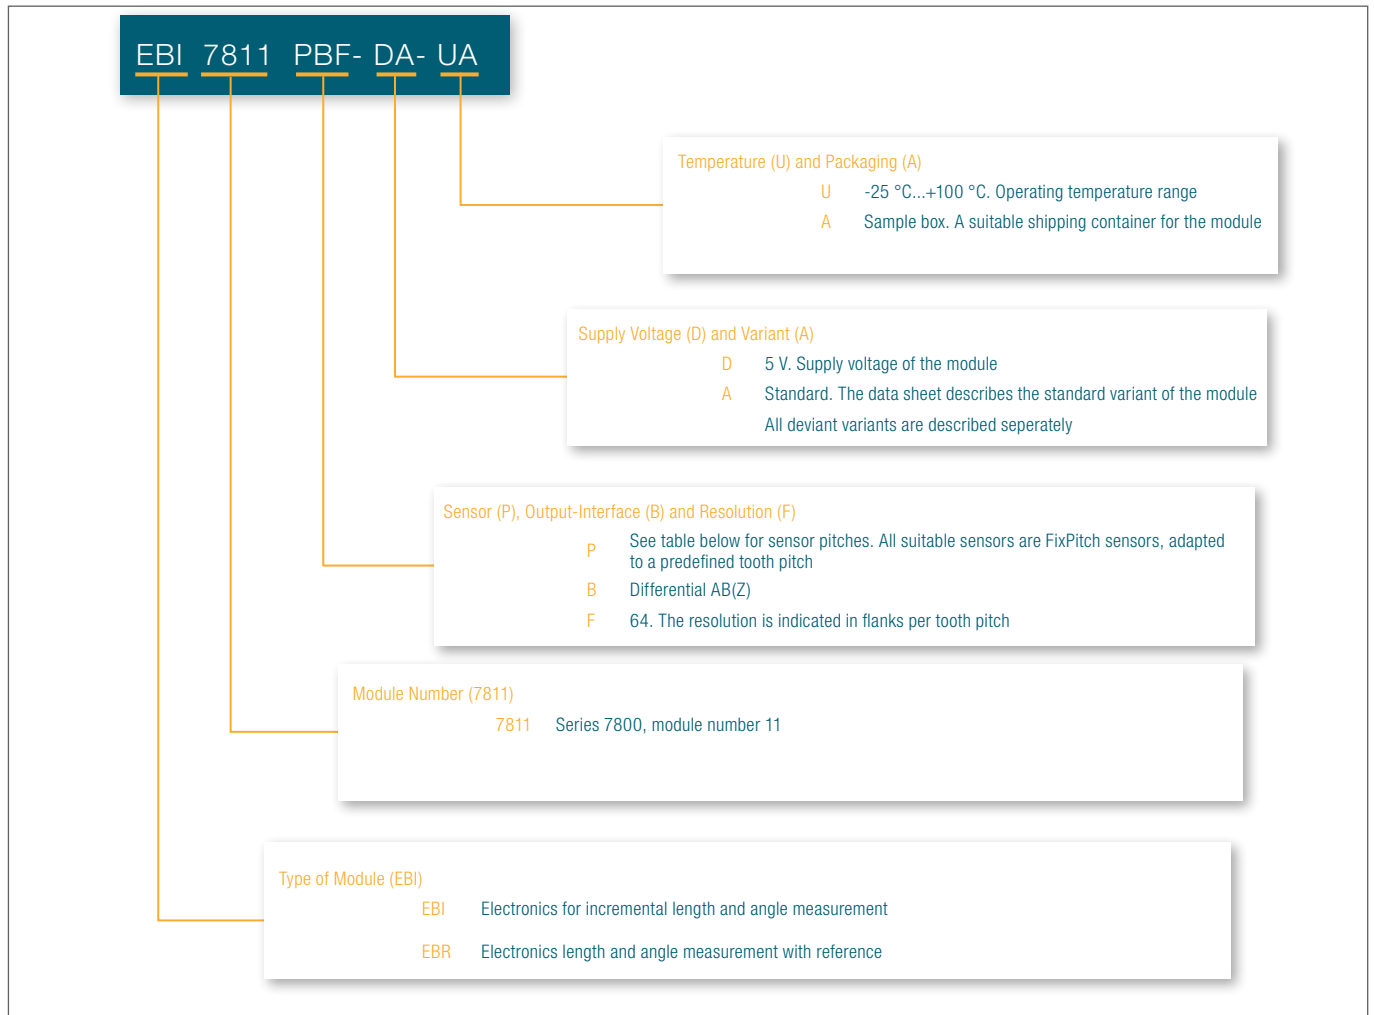 EBI 7811 PBF- DA- UA
Temperature (U) and Packaging (A)
U -25 °C...+100 °C. Operating temperature range
A Sample box. A suitable shipping container for the module
Supply Voltage (D) and Variant (A)
D 5 V. Supply voltage of the module
A Standard. The data sheet describes the standard variant of the module
All deviant variants are described seperately
Sensor (P), Output-Interface (B) and Resolution (F)
P See table below for sensor pitches. All suitable sensors are FixPitch sensors, adapted
to a predefined tooth pitch
B Differential AB(Z)
F 64. The resolution is indicated in flanks per tooth pitch
Module Number (7811)
7811 Series 7800, module number 11
Type of Module (EBI)
EBI Electronics for incremental length and angle measurement
EBR Electronics length and angle measurement with reference